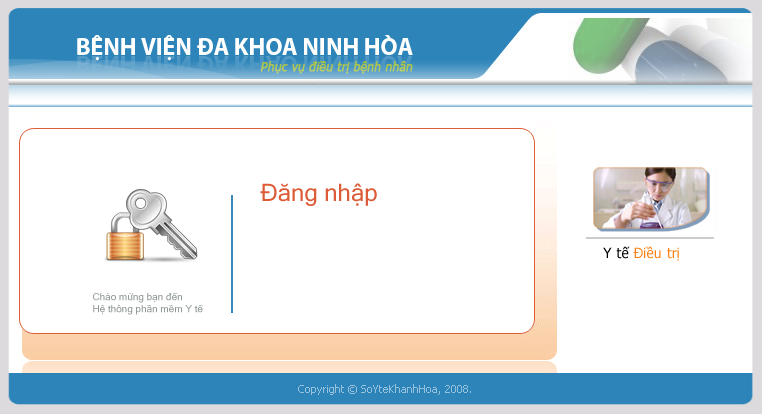 BỆNH VIỆN ĐA KHOA NINH HÒA
Phục vụ điều trị bệnh nhân
Đăng nhập
Chào mừng bạn đến
Hệ thông phần mềm Y tế
Y tế Điều trị
Copyright © SoYteKhanhHoa, 2008.